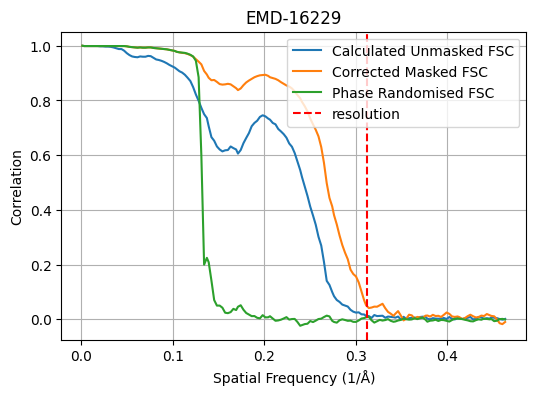 EMD-16229
1.0
0.8
0.6
0.4
0.2
0.0
Correlation
Calculated Unmasked FSC
Corrected Masked FSC
Phase Randomised FSC
resolution
0.0 0.1 0.2 0.3 0.4
Spatial Frequency (1/Å)